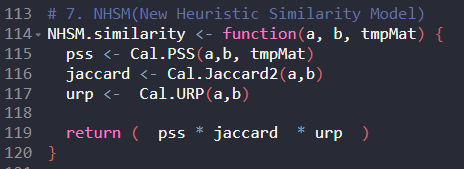 113 # 7. NHSM(New Heuristic Similarity Model)
114 NHSM.similarity <- function(a, b, tmpMat) {
115 pss <- Cal.PSS(a,b, tmpMat)
116 jaccard <- Cal.Jaccard2(a,b)
117 urp <- Cal.URP(a,b)
118
119 return ( pss * jaccard * urp )
120 }